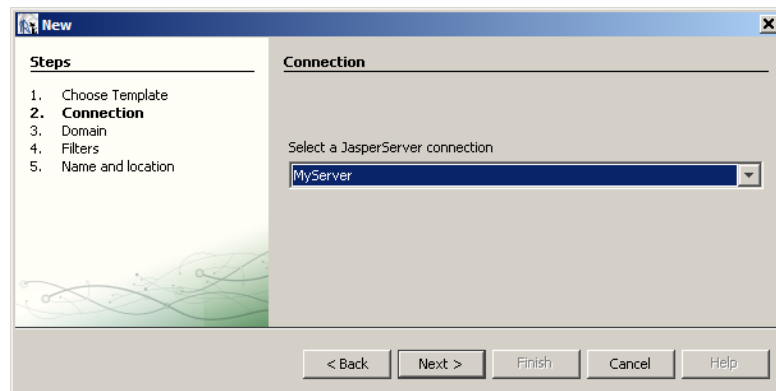 New
Steps
1. Choose Template
2. Connection
3. Domain
4. Filters
5. Name and location
Connection
Select a JasperServer connection
MyServer
< Back Next > Finish Cancel Help